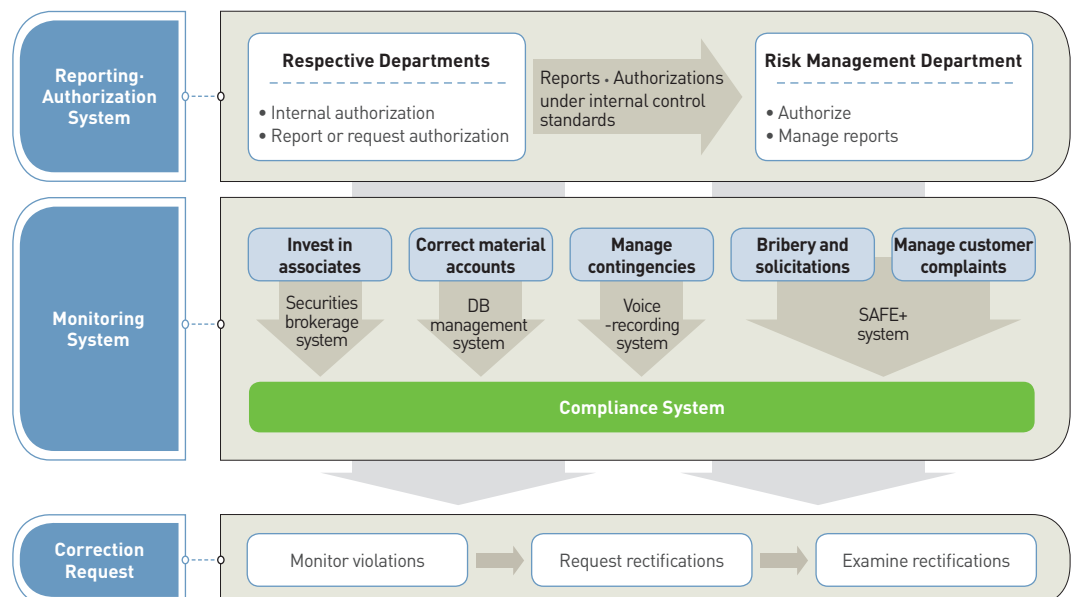 Reporting·
Authorization
System
Respective Departments
• Internal authorization
• Report or request authorization
Reports · Authorizations
under internal control
standards
Risk Management Department
• Authorize
• Manage reports
Monitoring
System
Invest in
associates
Correct material
accounts
Manage
contingencies
Bribery and
solicitations
Manage customer
complaints
Securities
brokerage
system
DB
management
system
Voice
-recording
system
SAFE+
system
Compliance System
Correction
Request
Monitor violations
Request rectifications
Examine rectifications